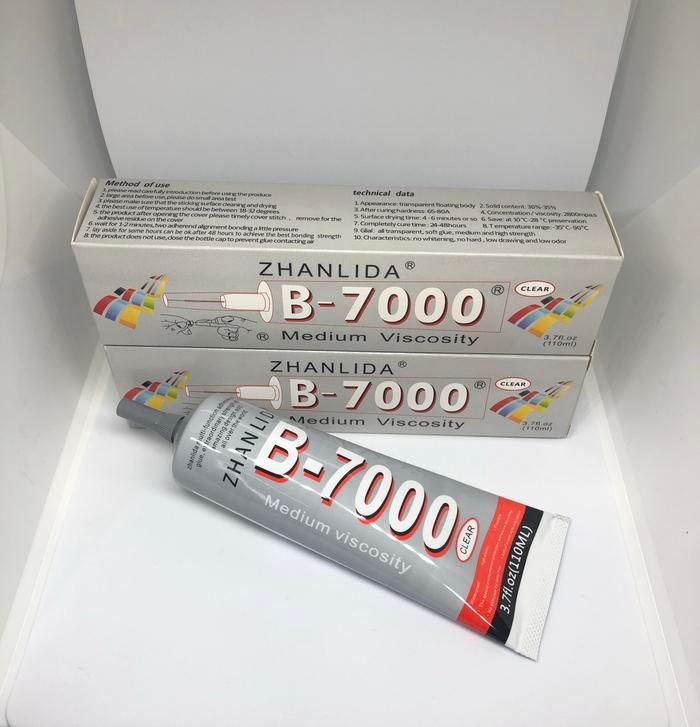 Method of use
1. please read carefully introduction before using the produce
2. large area before use, please do small area test
3. please make sure that the sticking surface cleaning and drying
4. the best use of temperature should be between 18-32 degrees
5. the product after opening the cover please timely cover stitch , remove for the
adhesive residue on the cover
6. wait for 1-2 minutes, two adherend alignment bonding a little pressure
7. lay aside for some hours can be ok.after 48 hours to achieve the best bonding strength
8. the product does not use, close the bottle cap to prevent glue contacting air
technical data
1. Appearance: transparent floating body 2. Solid content: 30%-35%
3. After curing hardness: 65-80A 4. Concentration / viscosity: 2800mpa.s
5. Surface drying time: 4 -6 minutes or so 6. Save: at 10°C -28 °C preservation
7. Completely cure time: 24-48hours 8. Temperature range: -35°C-90°C
9. Glial: all transparent, soft glue, medium and high strength
10. Characteristics: no whitening, no hard, low drawing and low odor
ZHANLIDA®
B-7000®
CLEAR
® Medium Viscosity
3.7fl.oz
(110ml)
ZHANLIDA®
B-7000®
CLEAR
Medium Viscosity
3.7fl.oz
(110ml)
all over the world
ZHANLID
B-7000
CLEAR
Medium viscosity
3.7fl.oz(110ML)